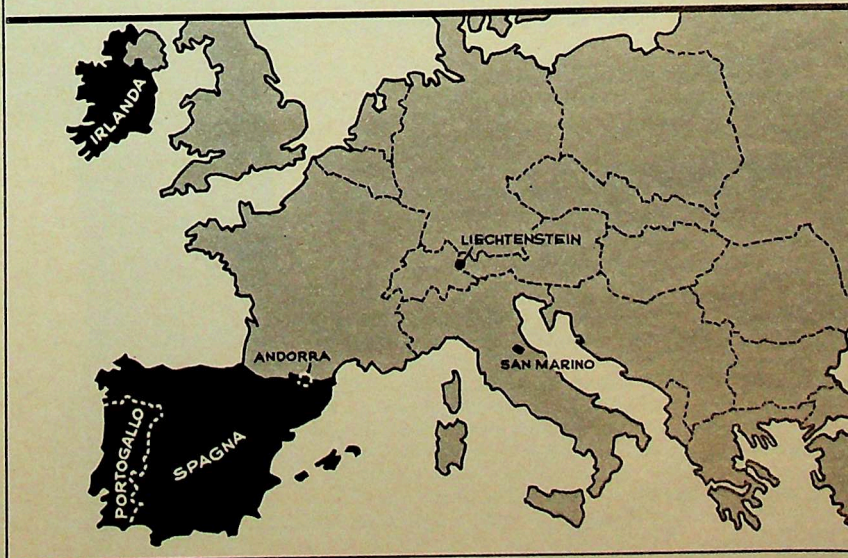 IRLANDA
LIECHTENSTEIN
ANDORRA
SAN MARINO
PORTOGALLO
SPAGNA